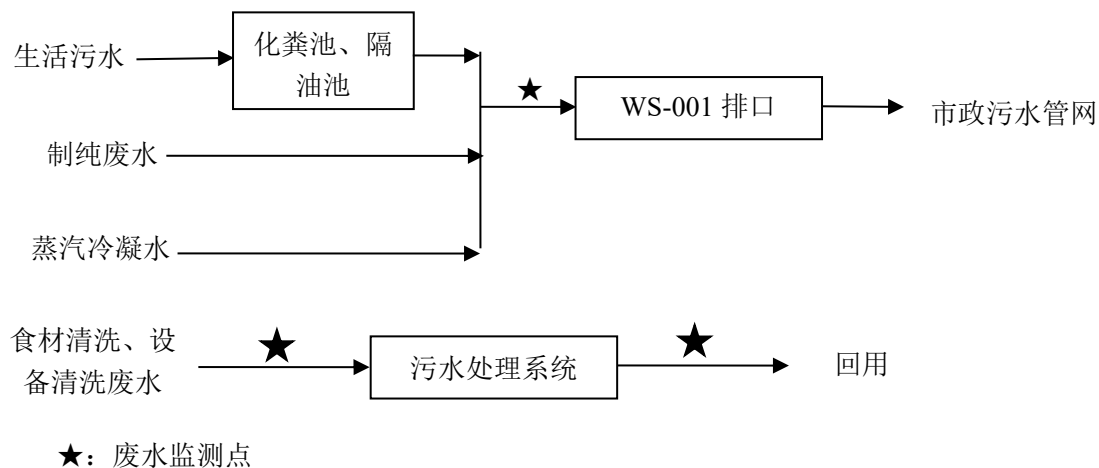 生活污水
化粪池、隔
油池
★
WS-001 排口
市政污水管网
制纯废水
蒸汽冷凝水
食材清洗、设
备清洗废水
★
污水处理系统
★
回用
★：废水监测点